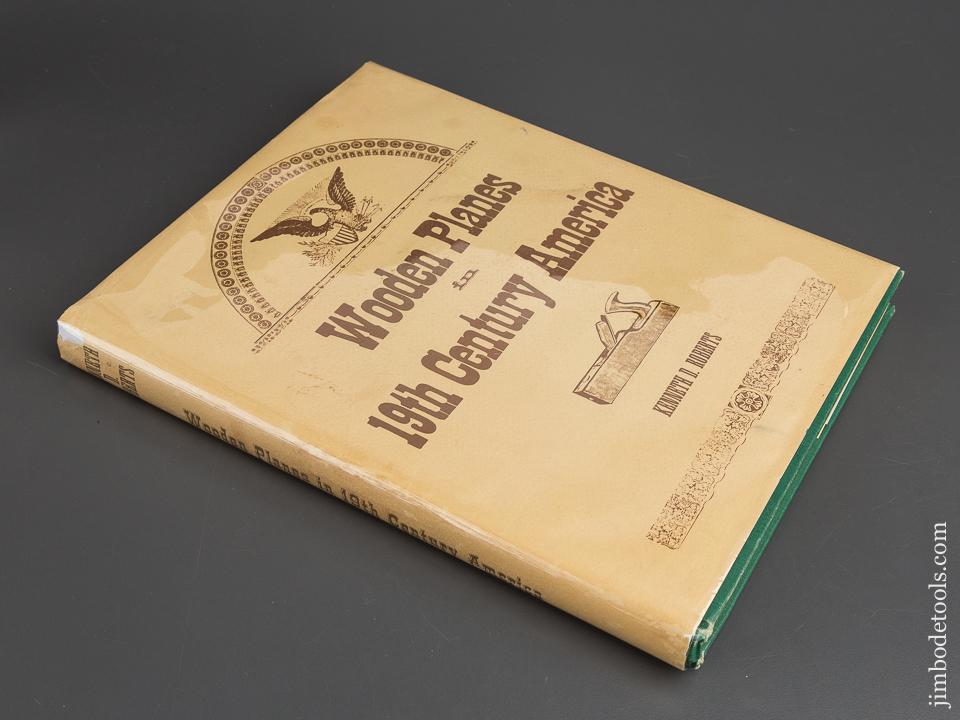 Wooden Planes
in
19th Century America
KENNETH D. ROBERTS
D.
Wooden Planes in 19th Century America
jimbodetools.com